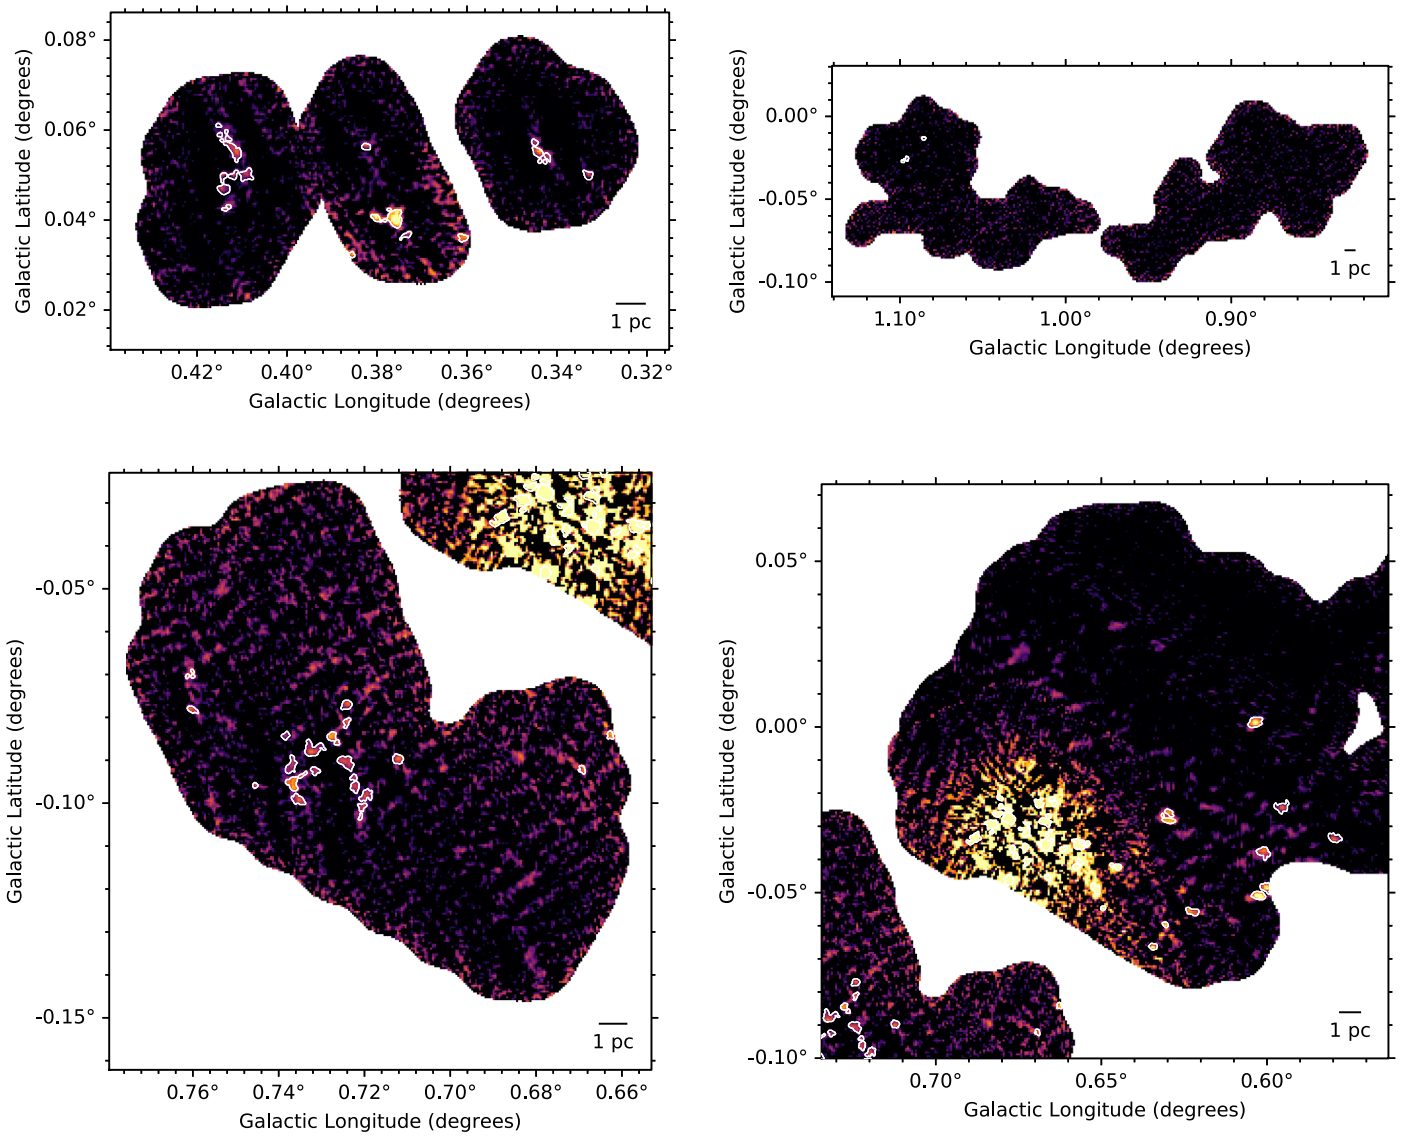 0.08°
0.06°
0.04°
0.02°
Galactic Latitude (degrees)
1 pc
0.42° 0.40° 0.38° 0.36° 0.34° 0.32°
Galactic Longitude (degrees)
0.00°
-0.05°
-0.10°
Galactic Latitude (degrees)
1 pc
1.10° 1.00° 0.90°
Galactic Longitude (degrees)
-0.05°
-0.10°
-0.15°
Galactic Latitude (degrees)
1 pc
0.76° 0.74° 0.72° 0.70° 0.68° 0.66°
Galactic Longitude (degrees)
0.05°
0.00°
-0.05°
-0.10°
Galactic Latitude (degrees)
1 pc
0.70° 0.65° 0.60°
Galactic Longitude (degrees)